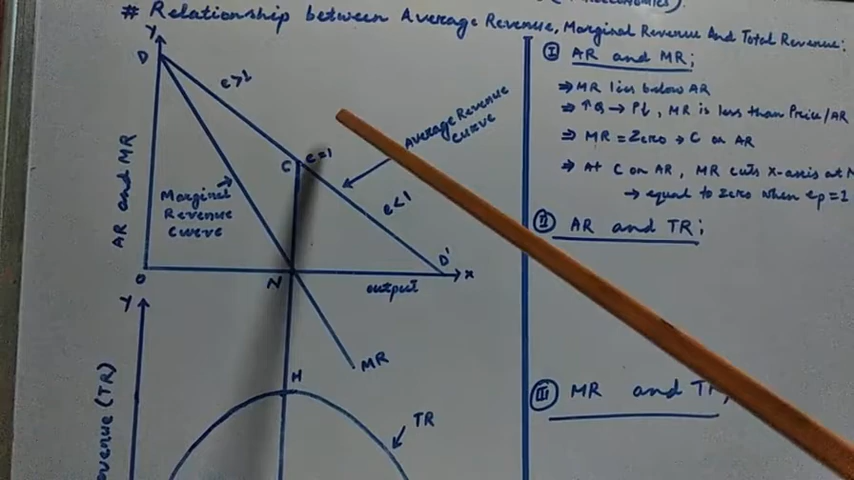 # Relationship between Average Revenue, Marginal Revenue And Total Revenue:
Y
D
e>1
AR and MR
C
e=1
Average Revenue
Curve
Marginal
Revenue
Curve
e<1
O
N
D'
X
output
MR
Y
H
TR
(TR)
I AR and MR;
⇒ MR lies below AR
⇒ ↑Q → P↓, MR is less than Price/AR
⇒ MR = Zero → C on AR
⇒ At C on AR, MR cuts X-axis at
→ equal to Zero when ep=1
II AR and TR;
III MR and